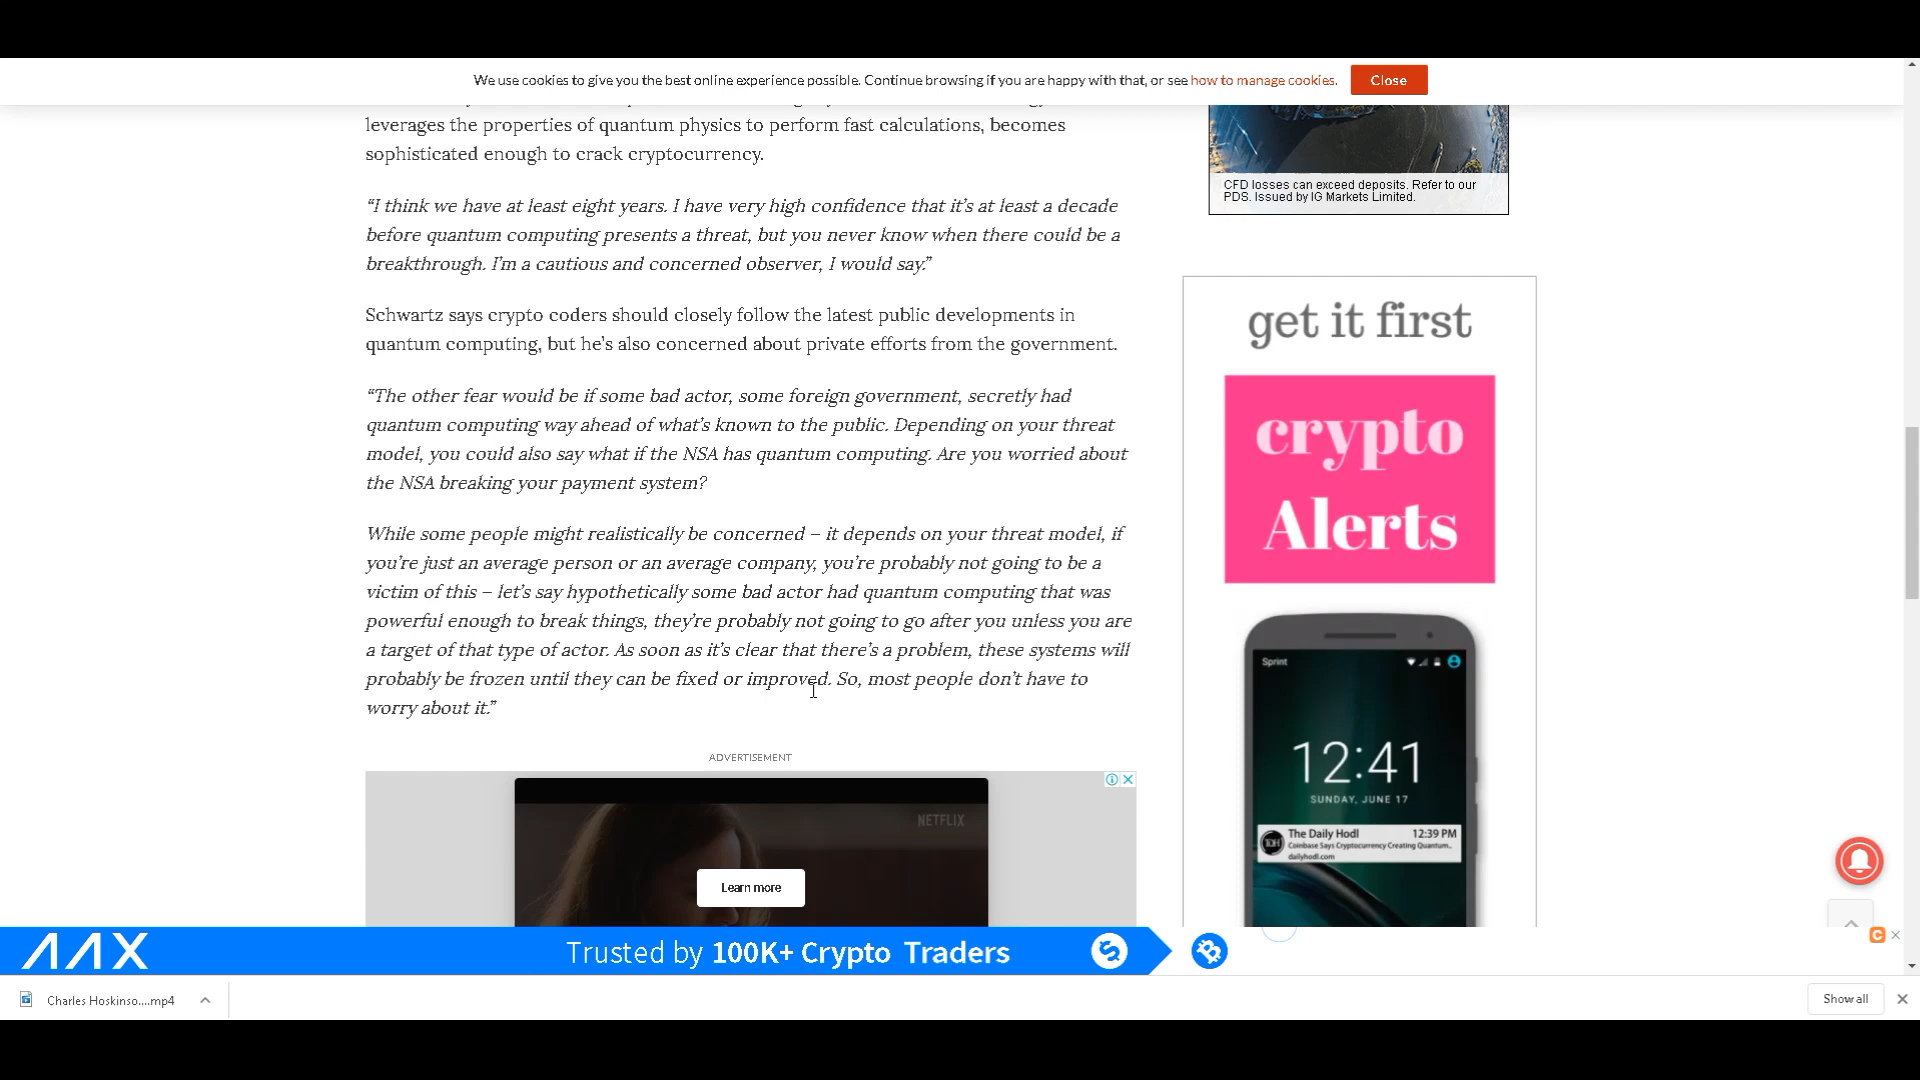 We use cookies to give you the best online experience possible. Continue browsing if you are happy with that, or see how to manage cookies. Close
leverages the properties of quantum physics to perform fast calculations, becomes
sophisticated enough to crack cryptocurrency.
“I think we have at least eight years. I have very high confidence that it’s at least a decade
before quantum computing presents a threat, but you never know when there could be a
breakthrough. I’m a cautious and concerned observer, I would say.”
Schwartz says crypto coders should closely follow the latest public developments in
quantum computing, but he’s also concerned about private efforts from the government.
“The other fear would be if some bad actor, some foreign government, secretly had
quantum computing way ahead of what’s known to the public. Depending on your threat
model, you could also say what if the NSA has quantum computing. Are you worried about
the NSA breaking your payment system?
While some people might realistically be concerned – it depends on your threat model, if
you’re just an average person or an average company, you’re probably not going to be a
victim of this – let’s say hypothetically some bad actor had quantum computing that was
powerful enough to break things, they’re probably not going to go after you unless you are
a target of that type of actor. As soon as it’s clear that there’s a problem, these systems will
probably be frozen until they can be fixed or improved. So, most people don’t have to
worry about it.”
ADVERTISEMENT
NETFLIX
Learn more
CFD losses can exceed deposits. Refer to our
PDS. Issued by IG Markets Limited.
get it first
crypto
Alerts
Sprint
12:41
SUNDAY, JUNE 17
The Daily Hodl 12:39 PM
Coinbase Says Cryptocurrency Creating Quantum..
dailyhodl.com
AAX
Trusted by 100K+ Crypto Traders
Charles Hoskinso....mp4
Show all